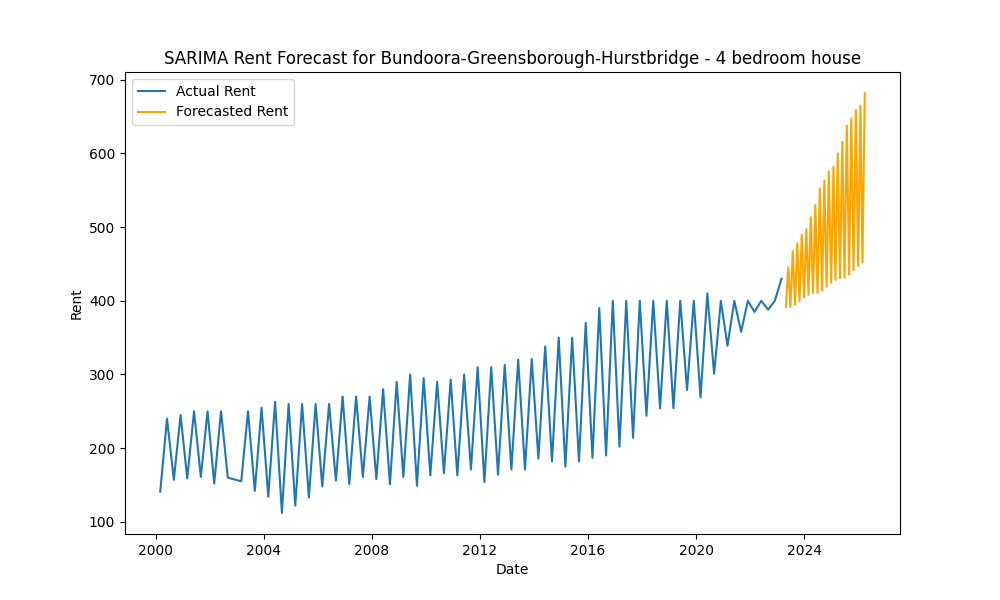 SARIMA Rent Forecast for Bundoora-Greensborough-Hurstbridge - 4 bedroom house
Actual Rent
Forecasted Rent
700
600
500
400
300
200
100
Rent
2000 2004 2008 2012 2016 2020 2024
Date